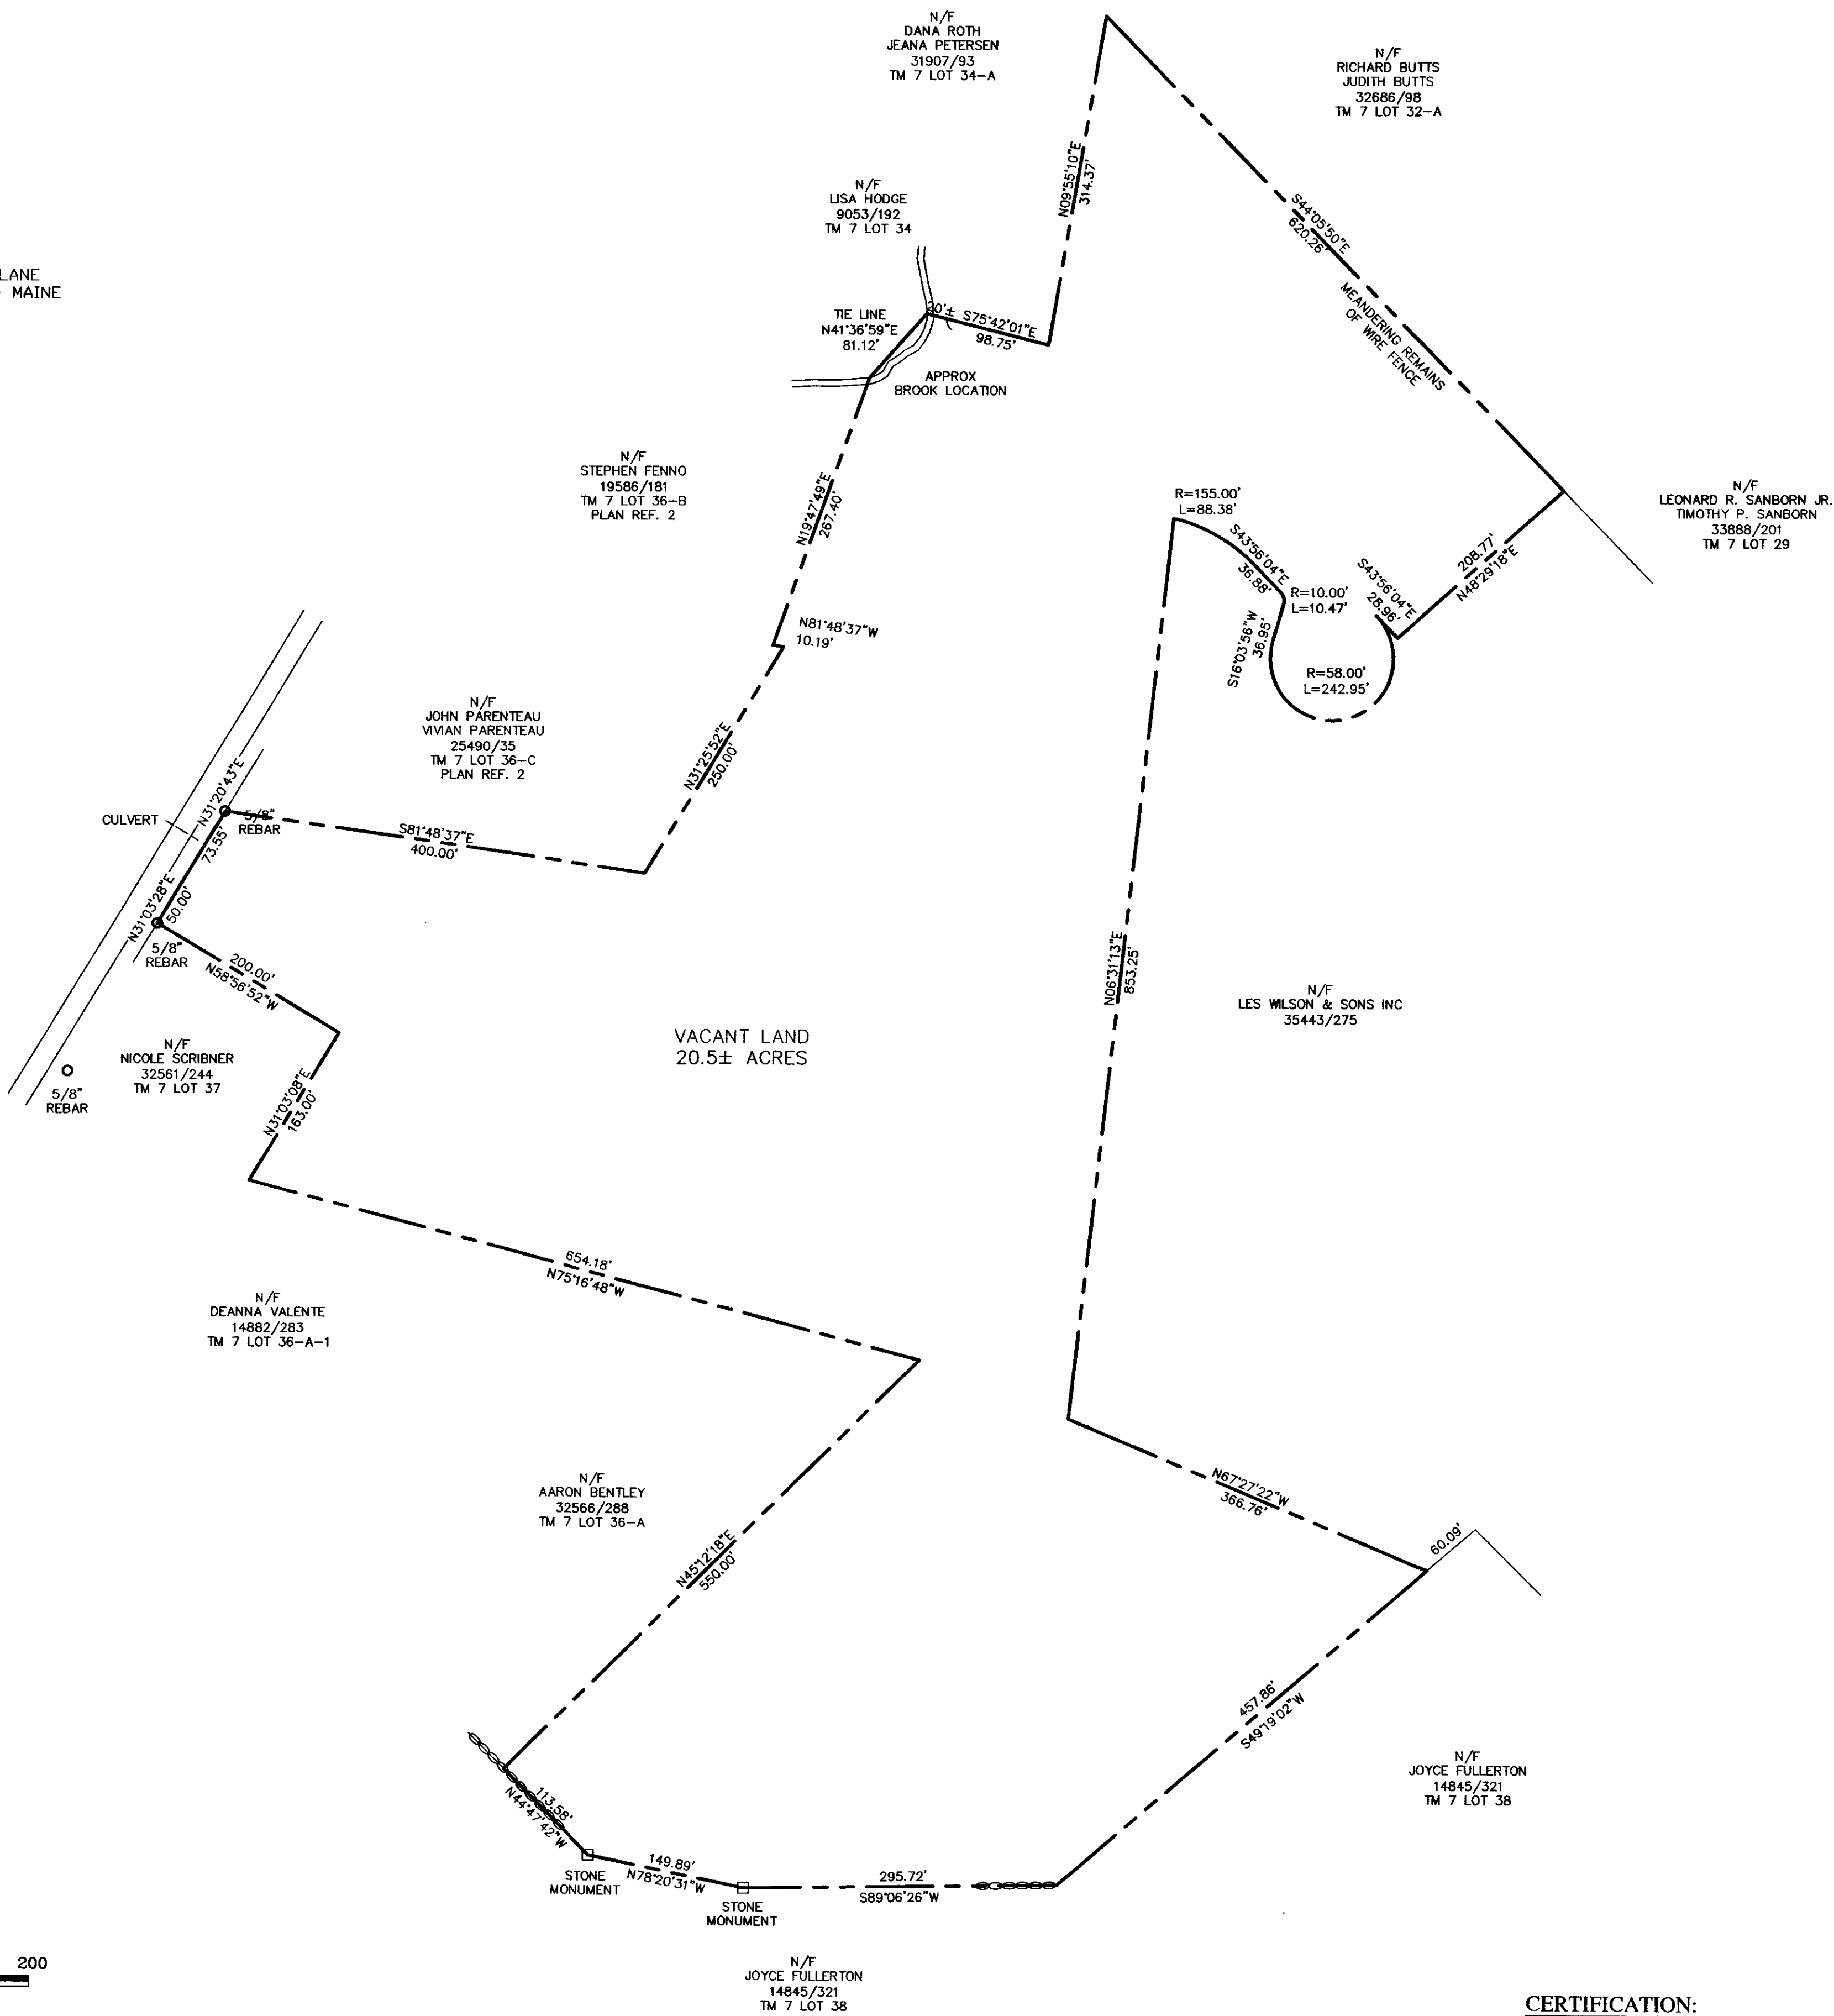 N/F
DANA ROTH
JEANA PETERSEN
31907/93
TM 7 LOT 34-A
N/F
RICHARD BUTTS
JUDITH BUTTS
32686/98
TM 7 LOT 32-A
N09°55'10"E
314.37'
N/F
LISA HODGE
9053/192
TM 7 LOT 34
LANE
MAINE
S44°05'50"E
620.26'
MEANDERING REMAINS
OF WIRE FENCE
TIE LINE
N41°36'59"E
81.12'
20'± S75°42'01"E
98.75'
APPROX
BROOK LOCATION
N/F
STEPHEN FENNO
19586/181
TM 7 LOT 36-B
PLAN REF. 2
N19°47'49"E
267.40'
N/F
LEONARD R. SANBORN JR.
TIMOTHY P. SANBORN
33888/201
TM 7 LOT 29
R=155.00'
L=88.38'
S43°56'04"E
36.88'
R=10.00'
L=10.47'
S43°56'04"E
28.96'
208.77'
N48°29'18"E
S16°03'56"W
36.95'
R=58.00'
L=242.95'
N81°48'37"W
10.19'
N/F
JOHN PARENTEAU
VIVIAN PARENTEAU
25490/35
TM 7 LOT 36-C
PLAN REF. 2
N31°25'52"E
250.00'
CULVERT
N31°20'43"E
73.55'
5/8"
REBAR
S81°48'37"E
400.00'
N31°03'28"E
50.00'
5/8"
REBAR
200.00'
N58°56'52"W
N06°31'13"E
853.25'
N/F
LES WILSON & SONS INC
35443/275
VACANT LAND
20.5± ACRES
N/F
NICOLE SCRIBNER
32561/244
TM 7 LOT 37
5/8"
REBAR
N31°03'08"E
163.00'
654.18'
N75°16'48"W
N/F
DEANNA VALENTE
14882/283
TM 7 LOT 36-A-1
N/F
AARON BENTLEY
32566/288
TM 7 LOT 36-A
N67°27'22"W
366.76'
60.09'
N45°12'18"E
550.00'
457.86'
S49°19'02"W
N/F
JOYCE FULLERTON
14845/321
TM 7 LOT 38
113.58'
N44°47'42"W
STONE
MONUMENT
149.89'
N78°20'31"W
STONE
MONUMENT
295.72'
S89°06'26"W
200
N/F
JOYCE FULLERTON
14845/321
TM 7 LOT 38
CERTIFICATION: